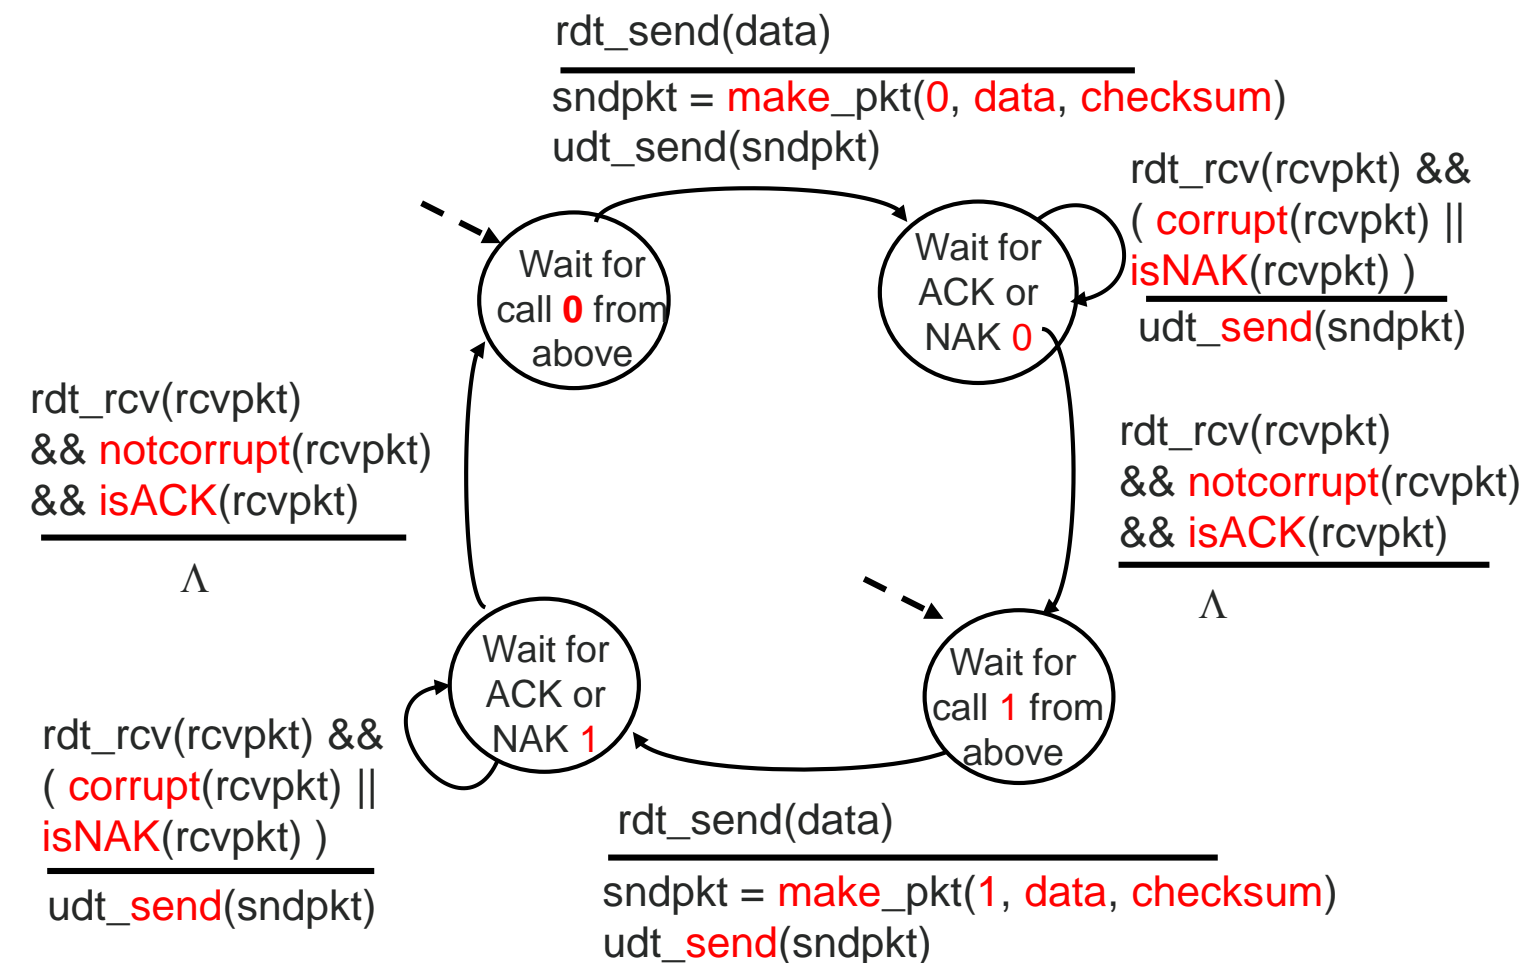 rdt_send(data)
sndpkt = make_pkt(0, data, checksum)
udt_send(sndpkt)
rdt_rcv(rcvpkt) &&
( corrupt(rcvpkt) ||
isNAK(rcvpkt) )
udt_send(sndpkt)
Wait for
call 0 from
above
Wait for
ACK or
NAK 0
rdt_rcv(rcvpkt)
&& notcorrupt(rcvpkt)
&& isACK(rcvpkt)
Λ
rdt_rcv(rcvpkt)
&& notcorrupt(rcvpkt)
&& isACK(rcvpkt)
Λ
Wait for
ACK or
NAK 1
Wait for
call 1 from
above
rdt_rcv(rcvpkt) &&
( corrupt(rcvpkt) ||
isNAK(rcvpkt) )
udt_send(sndpkt)
rdt_send(data)
sndpkt = make_pkt(1, data, checksum)
udt_send(sndpkt)